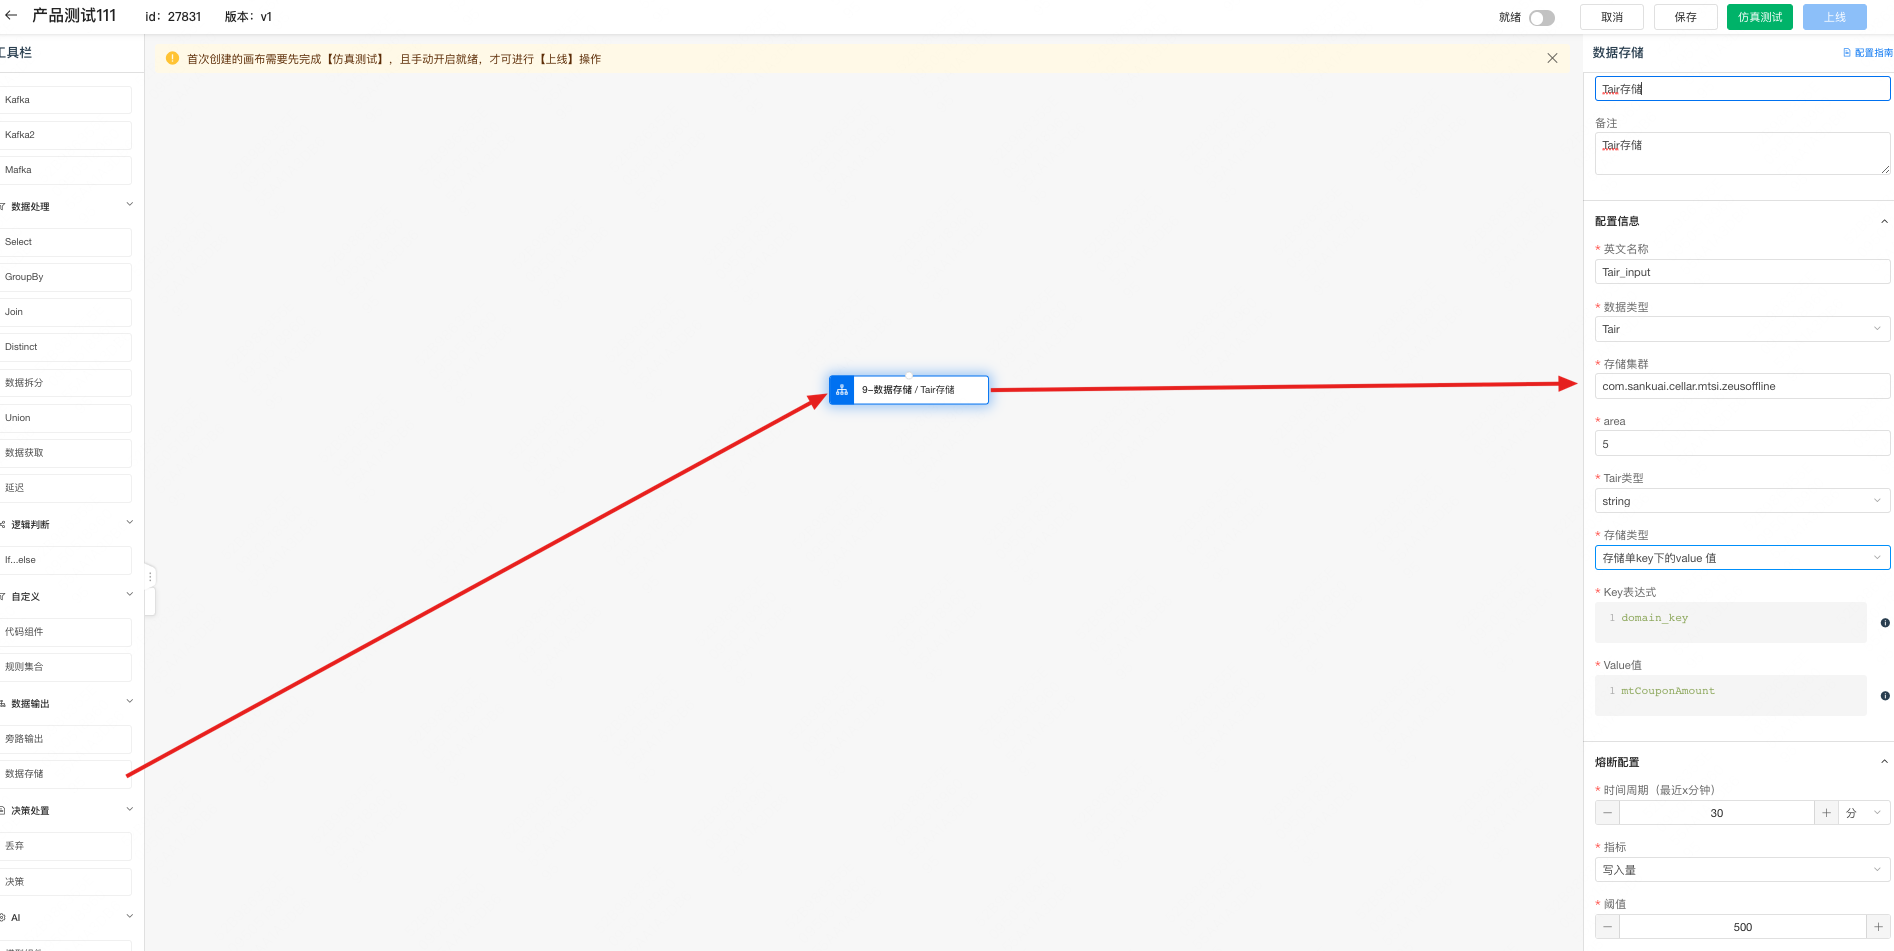 产品测试111
id：27831
版本：v1
就绪
取消
保存
仿真测试
上线
工具栏
Kafka
Kafka2
Mafka
数据处理
Select
GroupBy
Join
Distinct
数据拆分
Union
数据获取
延迟
逻辑判断
If...else
自定义
代码组件
规则集合
数据输出
旁路输出
数据存储
决策处置
丢弃
决策
AI
首次创建的画布需要先完成【仿真测试】，且手动开启就绪，才可进行【上线】操作
9-数据存储 / Tair存储
数据存储
配置指南
Tair存储
备注
Tair存储
配置信息
* 英文名称
Tair_input
* 数据类型
Tair
* 存储集群
com.sankuai.cellar.mtsi.zeusoffline
* area
5
* Tair类型
string
* 存储类型
存储单key下的value 值
* Key表达式
1 domain_key
* Value值
1 mtCouponAmount
熔断配置
* 时间周期（最近x分钟）
30
分
* 指标
写入量
* 阈值
500